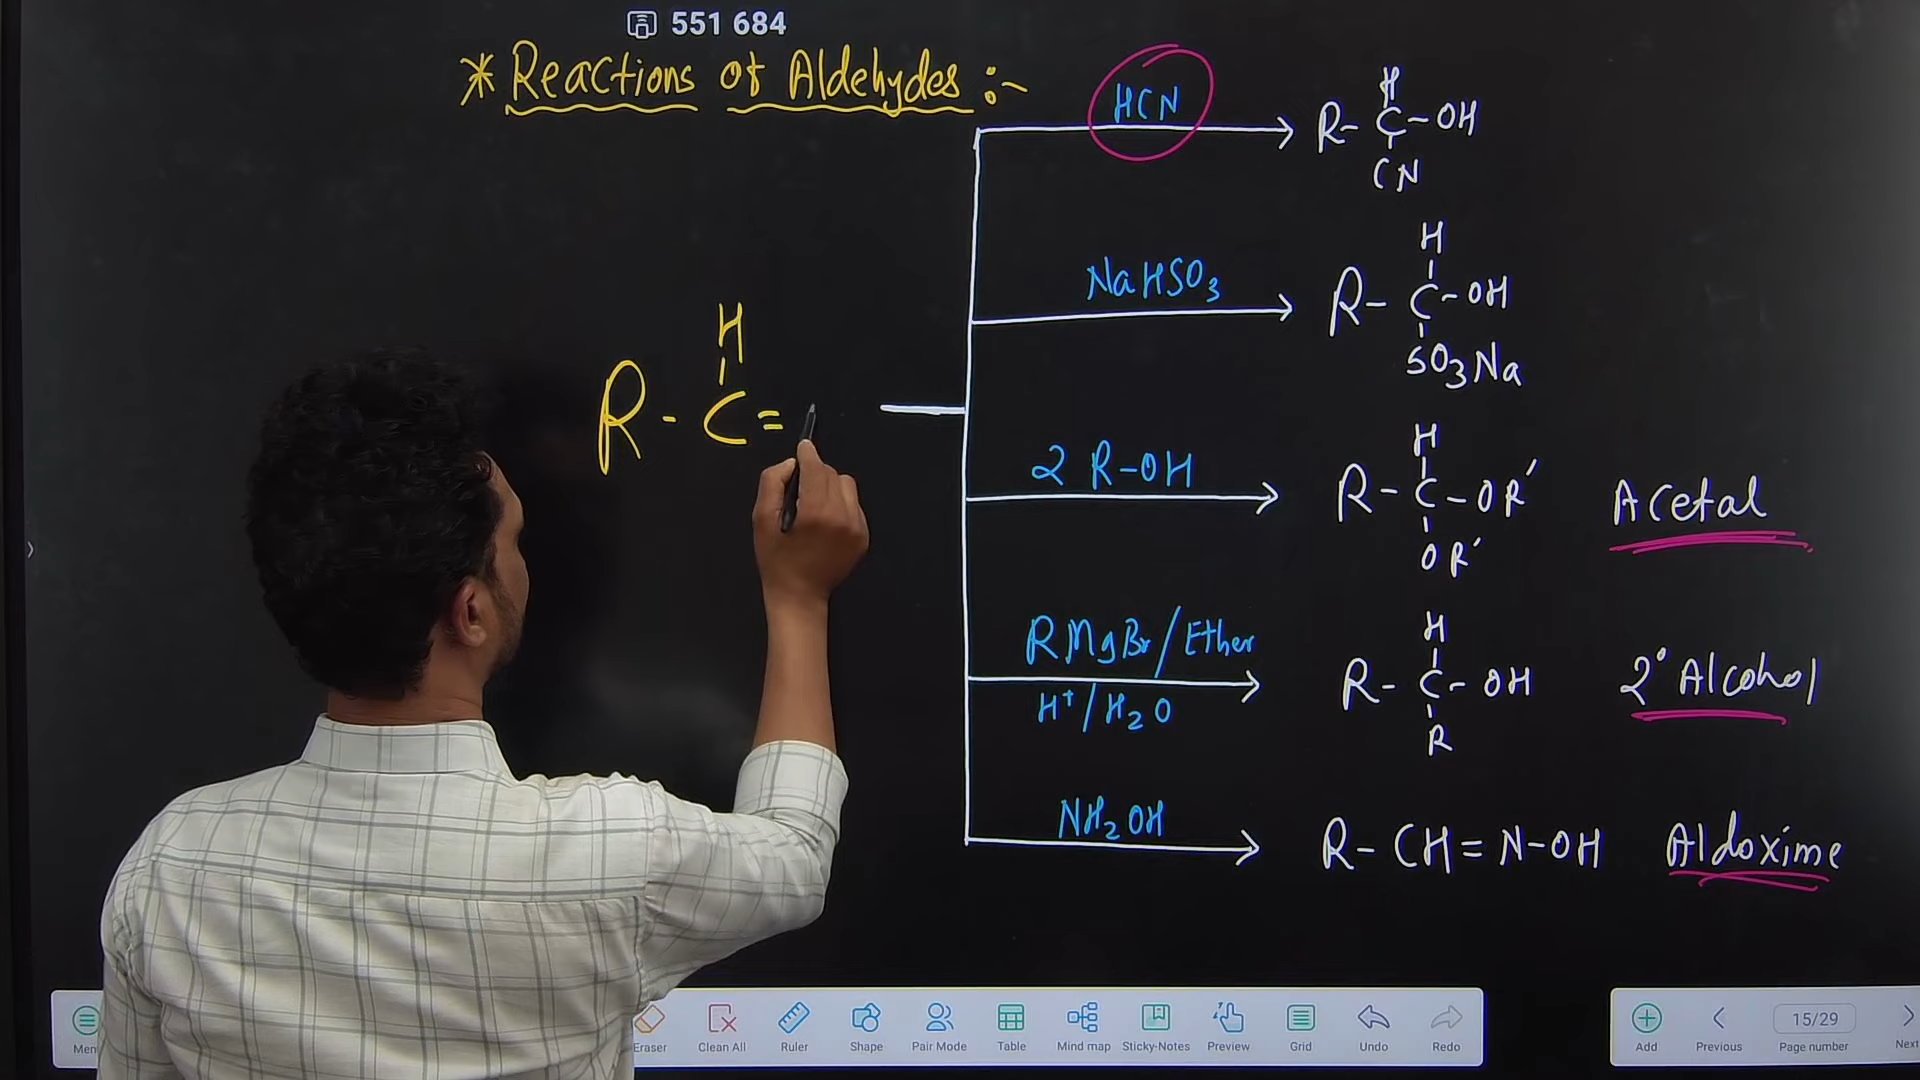 551 684
* Reactions of Aldehydes :-
HCN
H
R- C-OH
CN
NaHSO3
H
R- C-OH
SO3Na
H
R - C =
2 R-OH
H
R - C - OR' Acetal
OR'
RMgBr/Ether
H+/H2O
H
R- C- OH 2° Alcohol
R
NH2OH
R- CH = N-OH Aldoxime
Eraser Clean All Ruler Shape Pair Mode Table Mind map Sticky-Notes Preview Grid Undo Redo
Add Previous 15/29 Page number Next